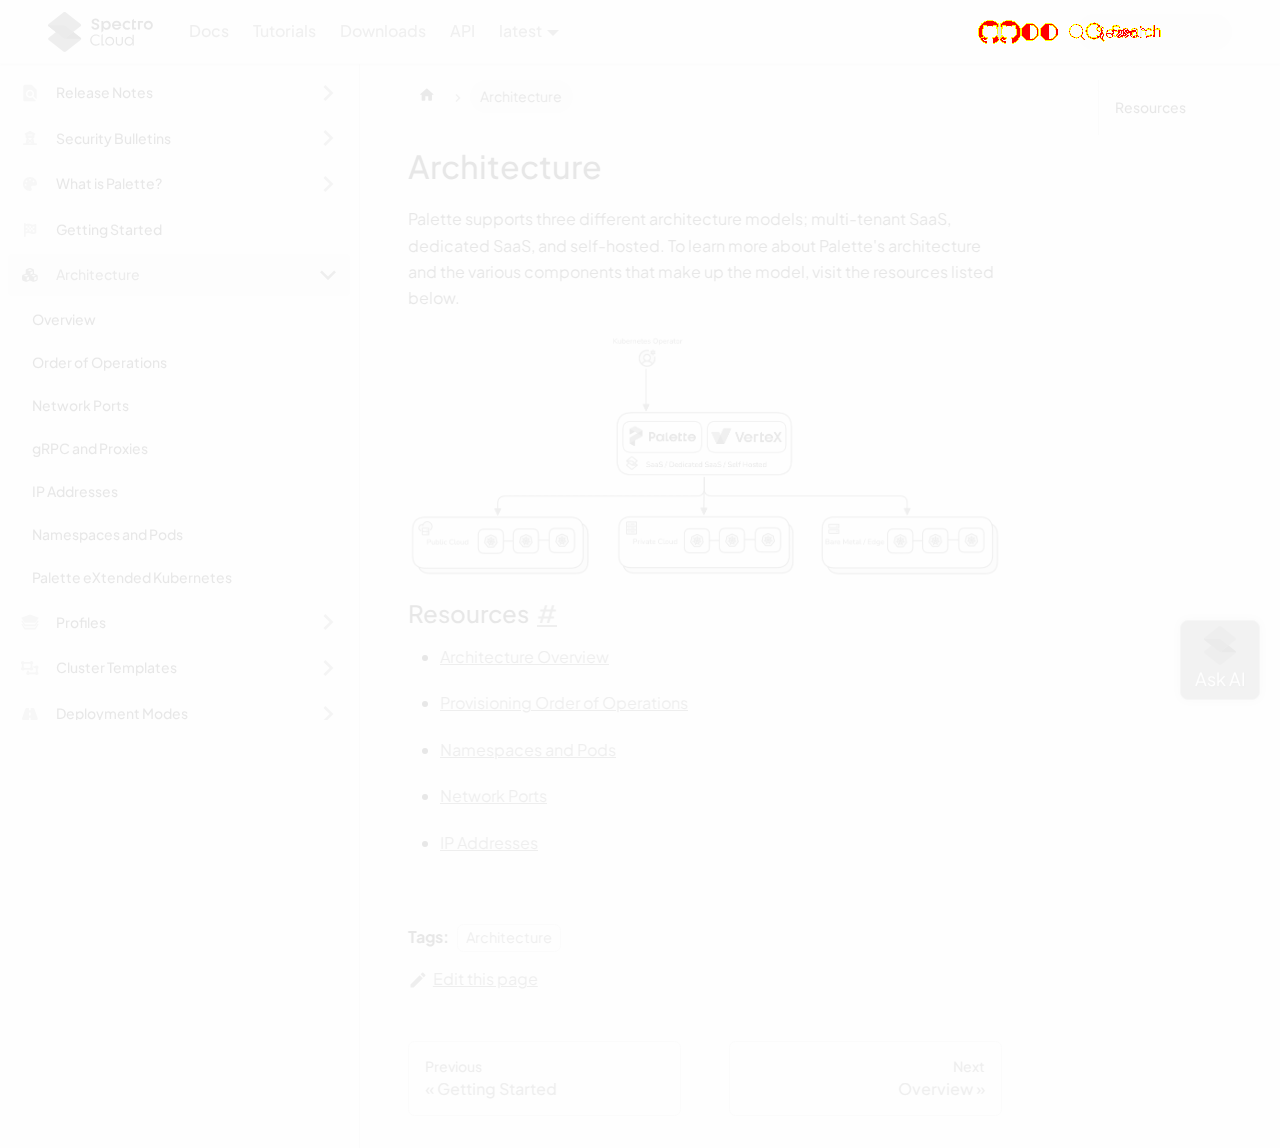 Spectro
Cloud
Docs
Tutorials
Downloads
API
latest
Search
Release Notes
Security Bulletins
What is Palette?
Getting Started
Architecture
Overview
Order of Operations
Network Ports
gRPC and Proxies
IP Addresses
Namespaces and Pods
Palette eXtended Kubernetes
Profiles
Cluster Templates
Deployment Modes
Architecture
Architecture
Palette supports three different architecture models; multi-tenant SaaS,
dedicated SaaS, and self-hosted. To learn more about Palette's architecture
and the various components that make up the model, visit the resources listed
below.
Palette
VerteX
SaaS / Dedicated SaaS / Self Hosted
Public Cloud
Private Cloud
Bare Metal / Edge
Resources #
Architecture Overview
Provisioning Order of Operations
Namespaces and Pods
Network Ports
IP Addresses
Tags: Architecture
Edit this page
Previous
« Getting Started
Next
Overview »
Resources
Ask AI